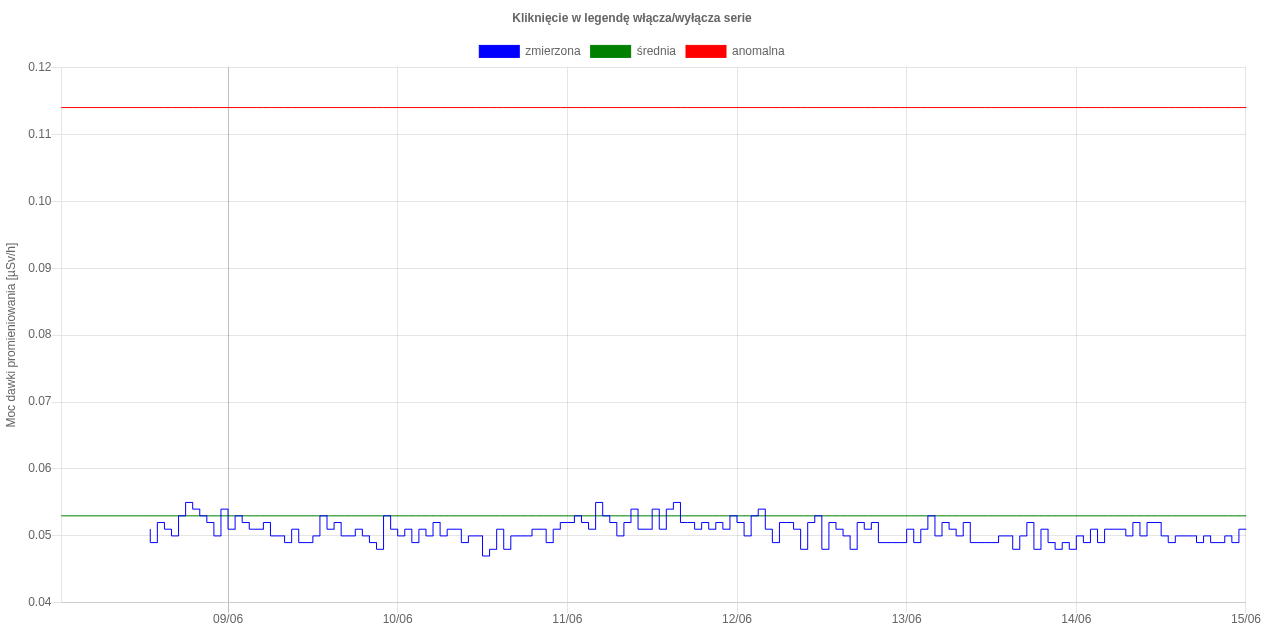 Kliknięcie w legendę włącza/wyłącza serie
zmierzona średnia anomalna
Moc dawki promieniowania [µSv/h]
0.12
0.11
0.10
0.09
0.08
0.07
0.06
0.05
0.04
09/06 10/06 11/06 12/06 13/06 14/06 15/06